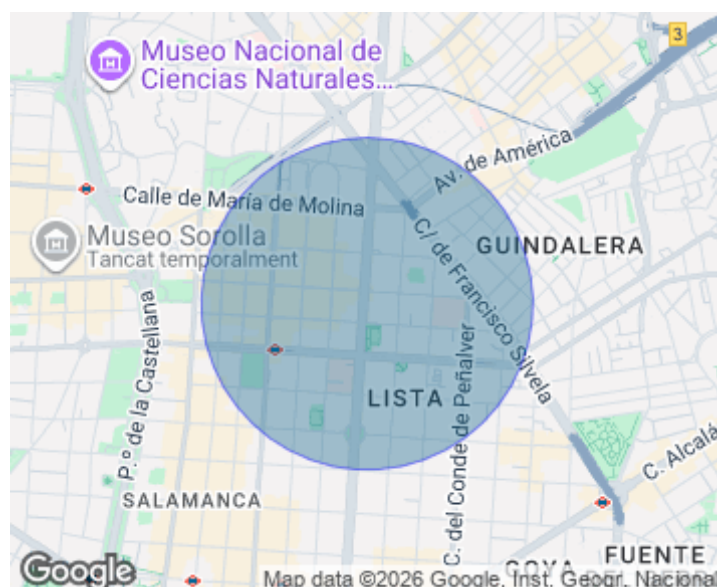 3
Museo Nacional de
Ciencias Naturales...
Av. de América
Calle de María de Molina
Museo Sorolla
Tancat temporalment
GUINDALERA
C/ de Francisco Silvela
P.º de la Castellana
C. del Conde de Peñalver
LISTA
C. Alcalá
SALAMANCA
GOYA
FUENTE
Google
Map data ©2026 Google, Inst. Geogr. Nacional